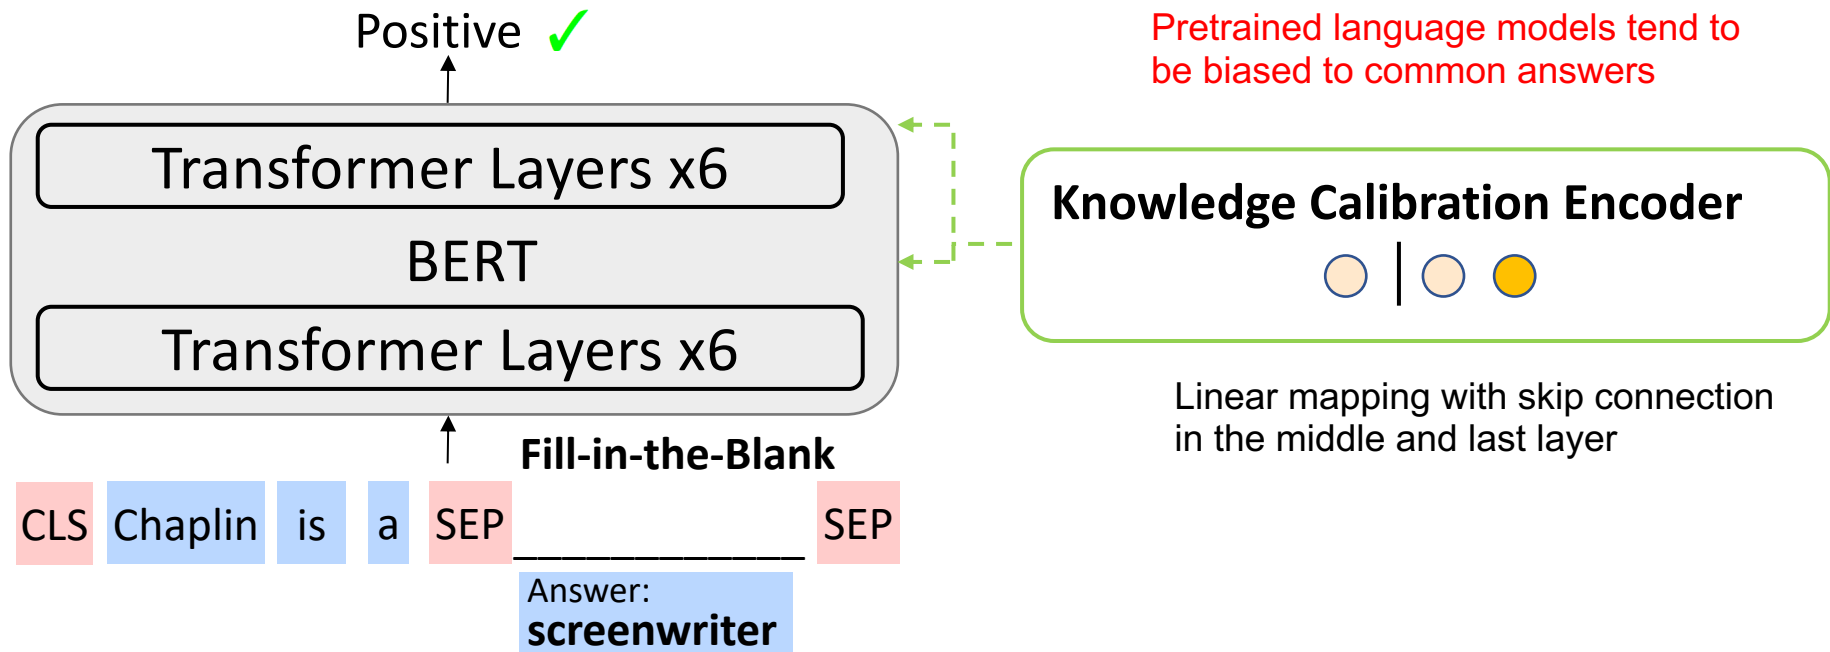 Positive ✓
Pretrained language models tend to
be biased to common answers
Transformer Layers x6
BERT
Transformer Layers x6
Knowledge Calibration Encoder
Linear mapping with skip connection
in the middle and last layer
Fill-in-the-Blank
CLS Chaplin is a SEP ____________ SEP
Answer:
screenwriter